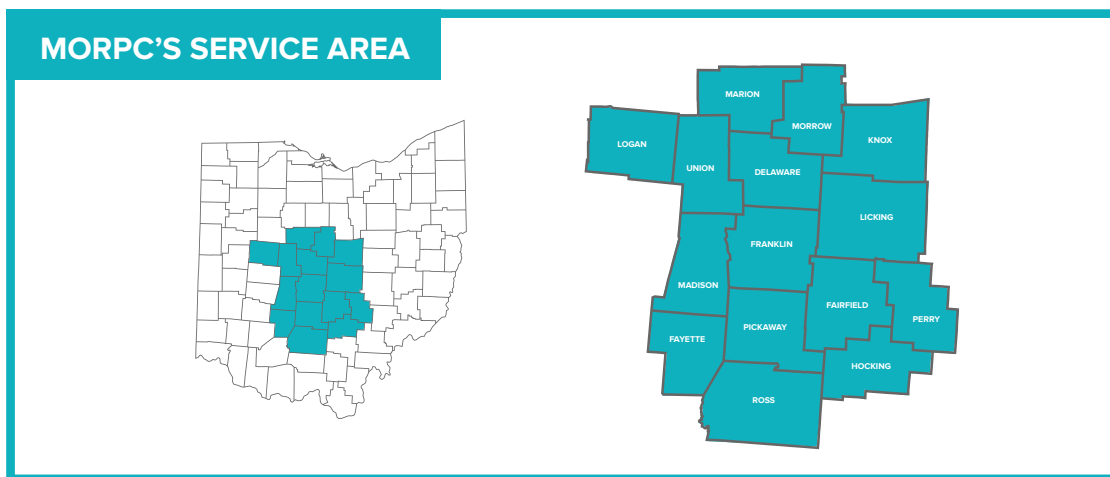 MORPC'S SERVICE AREA
MARION
MORROW
KNOX
LOGAN
UNION
DELAWARE
LICKING
FRANKLIN
MADISON
FAIRFIELD
PERRY
PICKAWAY
FAYETTE
HOCKING
ROSS